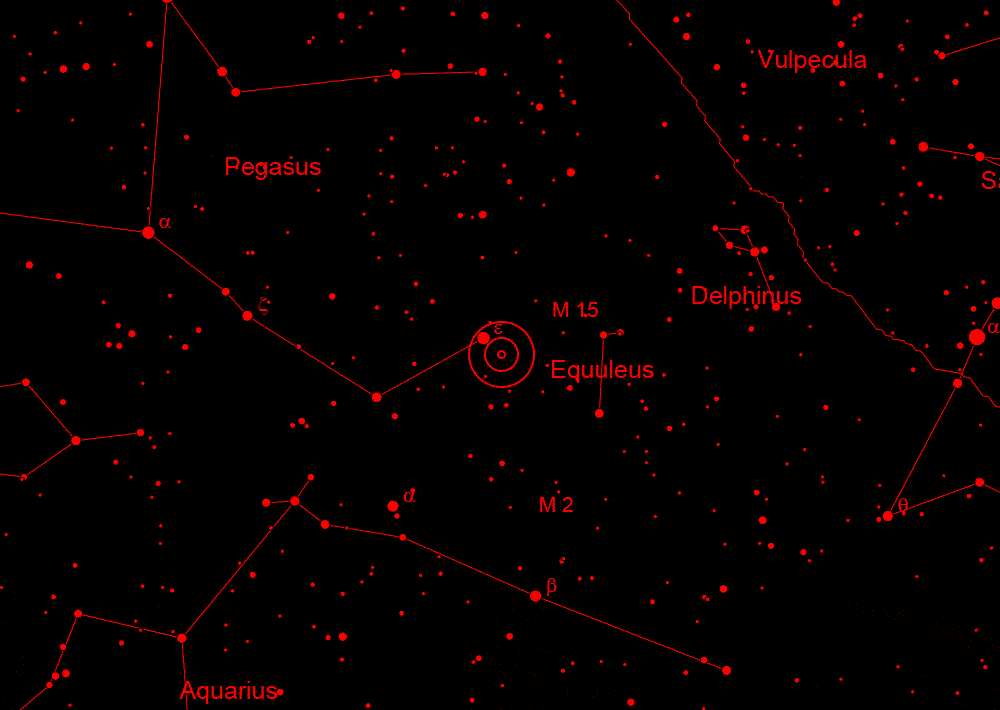 Vulpecula
Pegasus
Sa
α
Delphinus
ζ
M 15
ε
α
Equuleus
α
M 2
θ
β
Aquarius